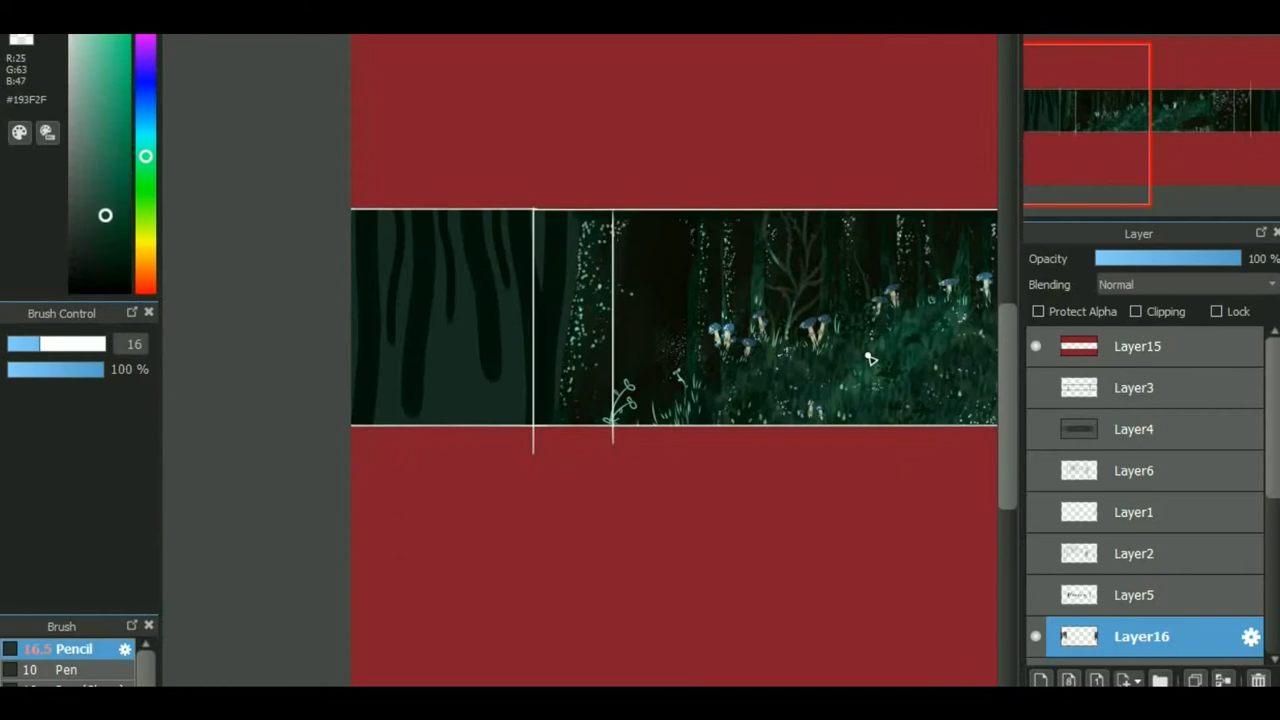 R:25
G:63
B:47
#193F2F
Brush Control
16
100 %
Brush
16.5 Pencil
10 Pen
Layer
Opacity 100 %
Blending Normal
Protect Alpha Clipping Lock
Layer15
Layer3
Layer4
Layer6
Layer1
Layer2
Layer5
Layer16